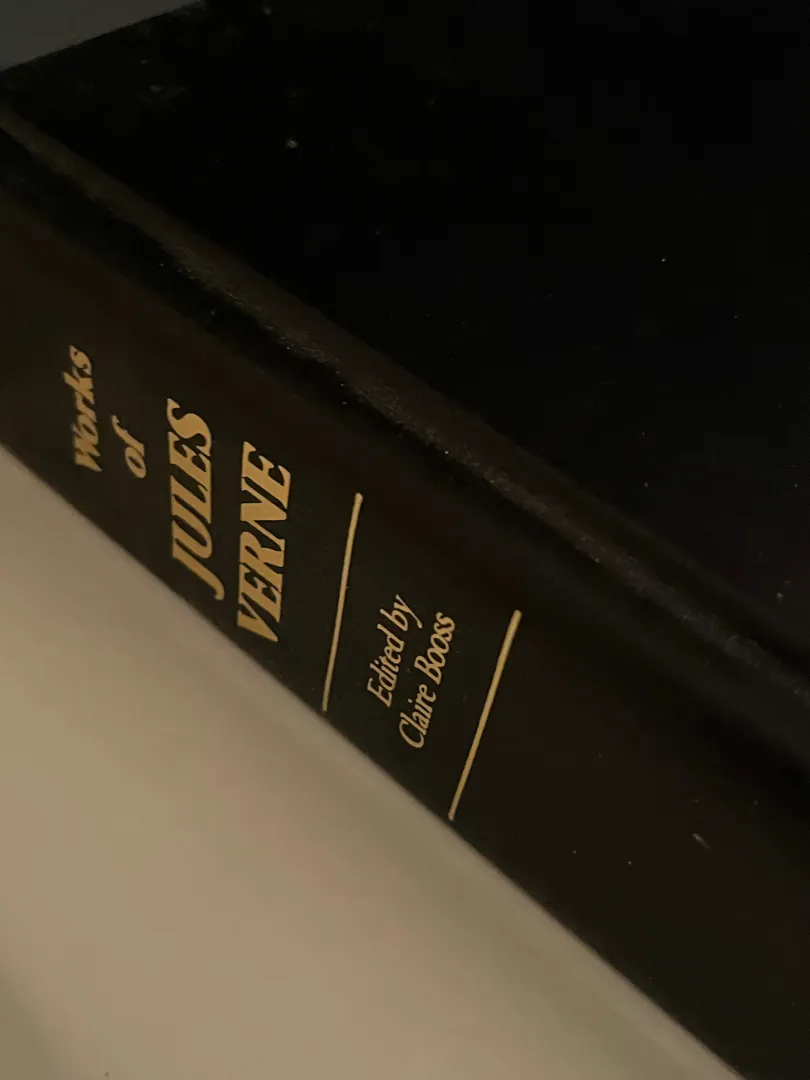 Works
of
JULES
VERNE
Edited by
Claire Booss